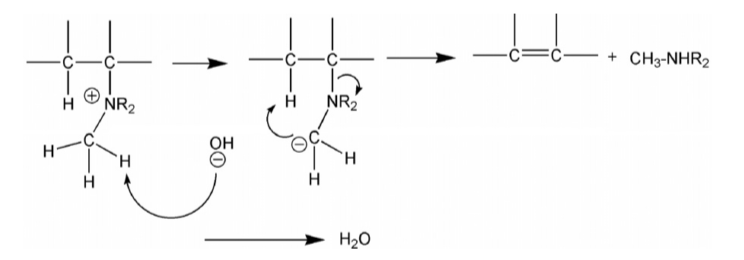 C C C C C=C + CH₃-NHR₂
H ⊕ NR₂ H NR₂
H C H OH ⊖ C H
⊖
H H
H₂O